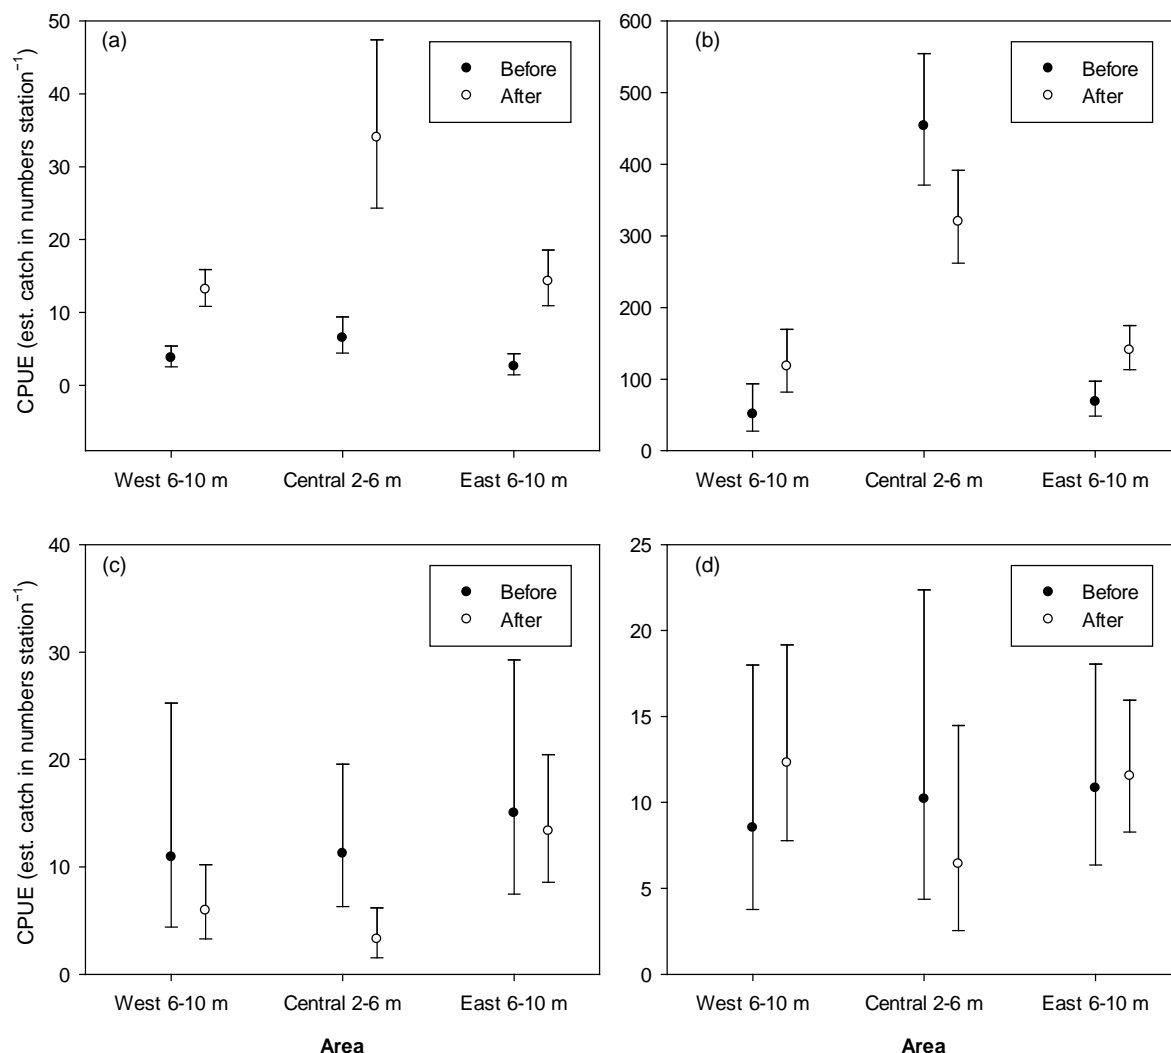 (a)
Before
After
50
40
30
20
10
0
CPUE (est. catch in numbers station⁻¹)
West 6-10 m Central 2-6 m East 6-10 m
(b)
Before
After
600
500
400
300
200
100
0
West 6-10 m Central 2-6 m East 6-10 m
(c)
Before
After
40
30
20
10
0
CPUE (est. catch in numbers station⁻¹)
West 6-10 m Central 2-6 m East 6-10 m
Area
(d)
Before
After
25
20
15
10
5
0
West 6-10 m Central 2-6 m East 6-10 m
Area